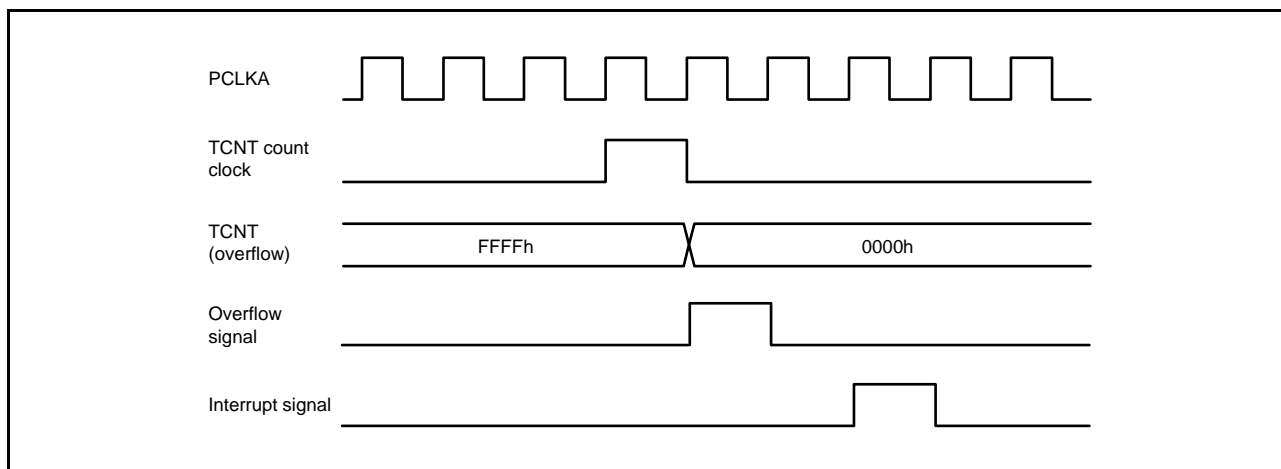 PCLKA
TCNT count
clock
TCNT
(overflow)
FFFFh
0000h
Overflow
signal
Interrupt signal